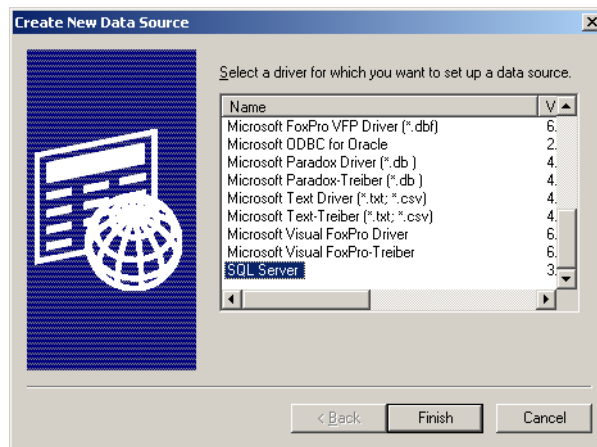 Create New Data Source
Select a driver for which you want to set up a data source.
Name V
Microsoft FoxPro VFP Driver (*.dbf) 6.
Microsoft ODBC for Oracle 2.
Microsoft Paradox Driver (*.db ) 4.
Microsoft Paradox-Treiber (*.db ) 4.
Microsoft Text Driver (*.txt; *.csv) 4.
Microsoft Text-Treiber (*.txt; *.csv) 4.
Microsoft Visual FoxPro Driver 6.
Microsoft Visual FoxPro-Treiber 6.
SQL Server 3.
< Back Finish Cancel